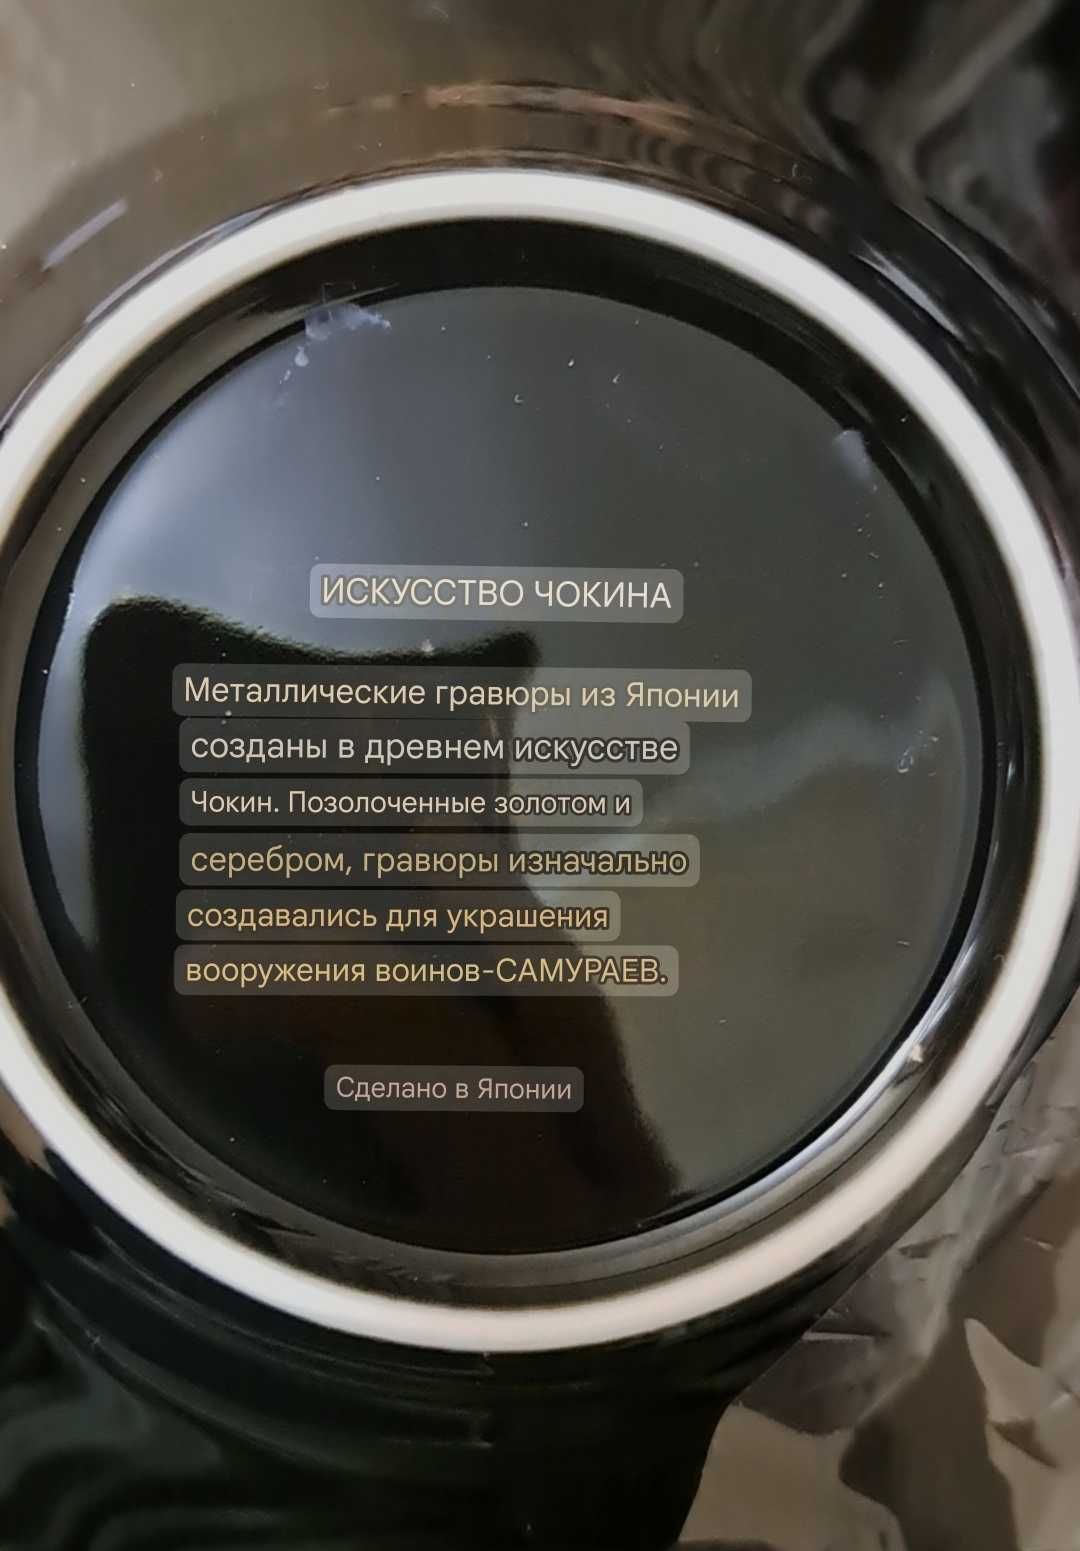 ИСКУССТВО ЧОКИНА
Металлические гравюры из Японии
созданы в древнем искусстве
Чокин. Позолоченные золотом и
серебром, гравюры изначально
создавались для украшения
вооружения воинов-САМУРАЕВ.
Сделано в Японии